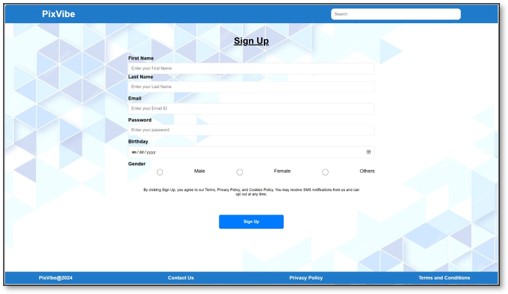 PixVibe
Search
Sign Up
First Name
Enter your First Name
Last Name
Enter your Last Name
Email
Enter your Email ID
Password
Enter your password
Birthday
mm/dd/yyyy
Gender
Male Female Others
By clicking Sign Up, you agree to our Terms, Privacy Policy, and Cookies Policy. You may receive SMS notifications from us and can
opt out at any time.
Sign Up
PixVibe@2024 Contact Us Privacy Policy Terms and Conditions